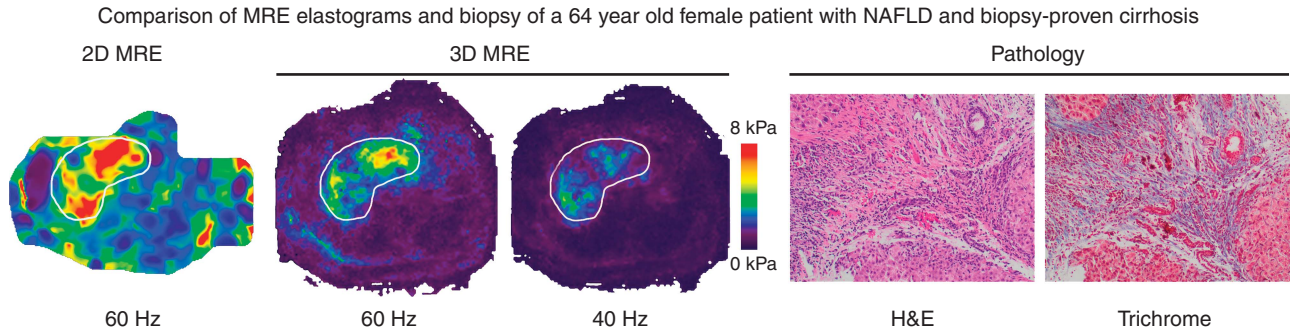 Comparison of MRE elastograms and biopsy of a 64 year old female patient with NAFLD and biopsy-proven cirrhosis
2D MRE
3D MRE
Pathology
8 kPa
0 kPa
60 Hz
60 Hz
40 Hz
H&E
Trichrome